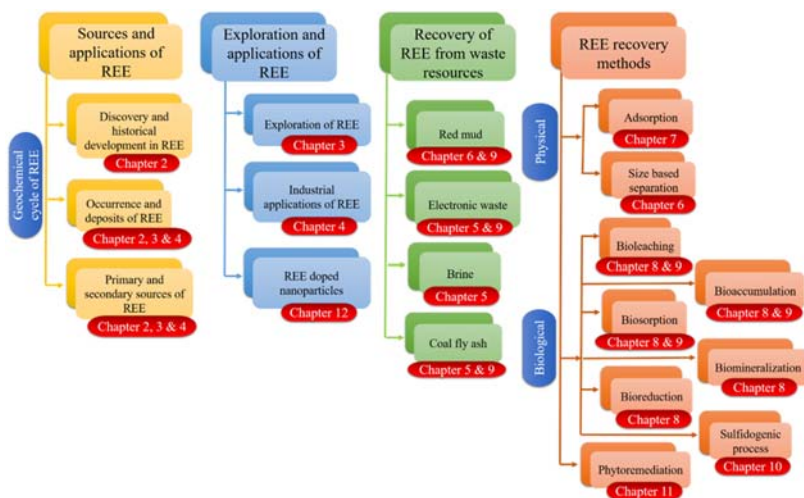 Sources and
applications of
REE
Geochemical
cycle of REE
Discovery and
historical
development in REE
Chapter 2
Occurrence and
deposits of REE
Chapter 2, 3 & 4
Primary and
secondary sources of
REE
Chapter 2, 3 & 4
Exploration and
applications of
REE
Exploration of REE
Chapter 3
Industrial
applications of REE
Chapter 4
REE doped
nanoparticles
Chapter 12
Recovery of
REE from waste
resources
Red mud
Chapter 6 & 9
Electronic waste
Chapter 5 & 9
Brine
Chapter 5
Coal fly ash
Chapter 5 & 9
REE recovery
methods
Physical
Adsorption
Chapter 7
Size based
separation
Chapter 6
Biological
Bioleaching
Chapter 8 & 9
Bioaccumulation
Chapter 8 & 9
Biosorption
Chapter 8 & 9
Biomineralization
Chapter 8
Bioreduction
Chapter 8
Sulfidogenic
process
Chapter 10
Phytoremediation
Chapter 11